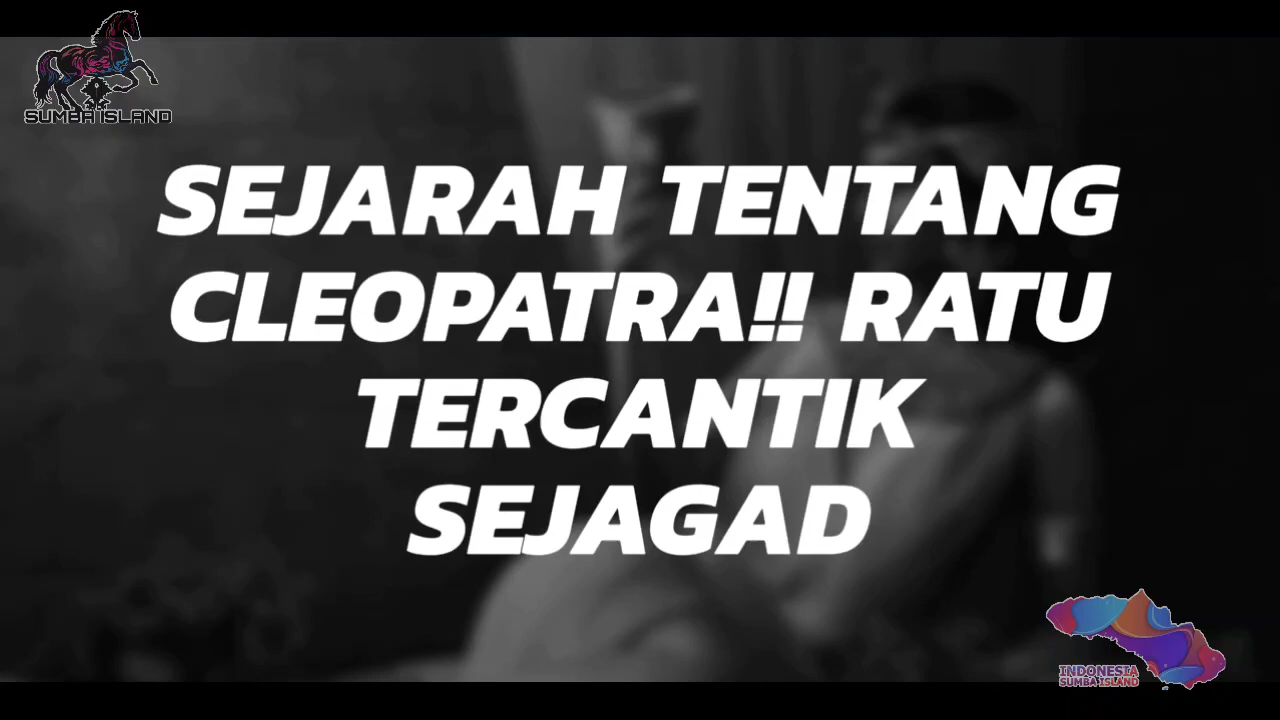 SUMBA ISLAND
SEJARAH TENTANG
CLEOPATRA!! RATU
TERCANTIK
SEJAGAD
INDONESIA
SUMBA ISLAND